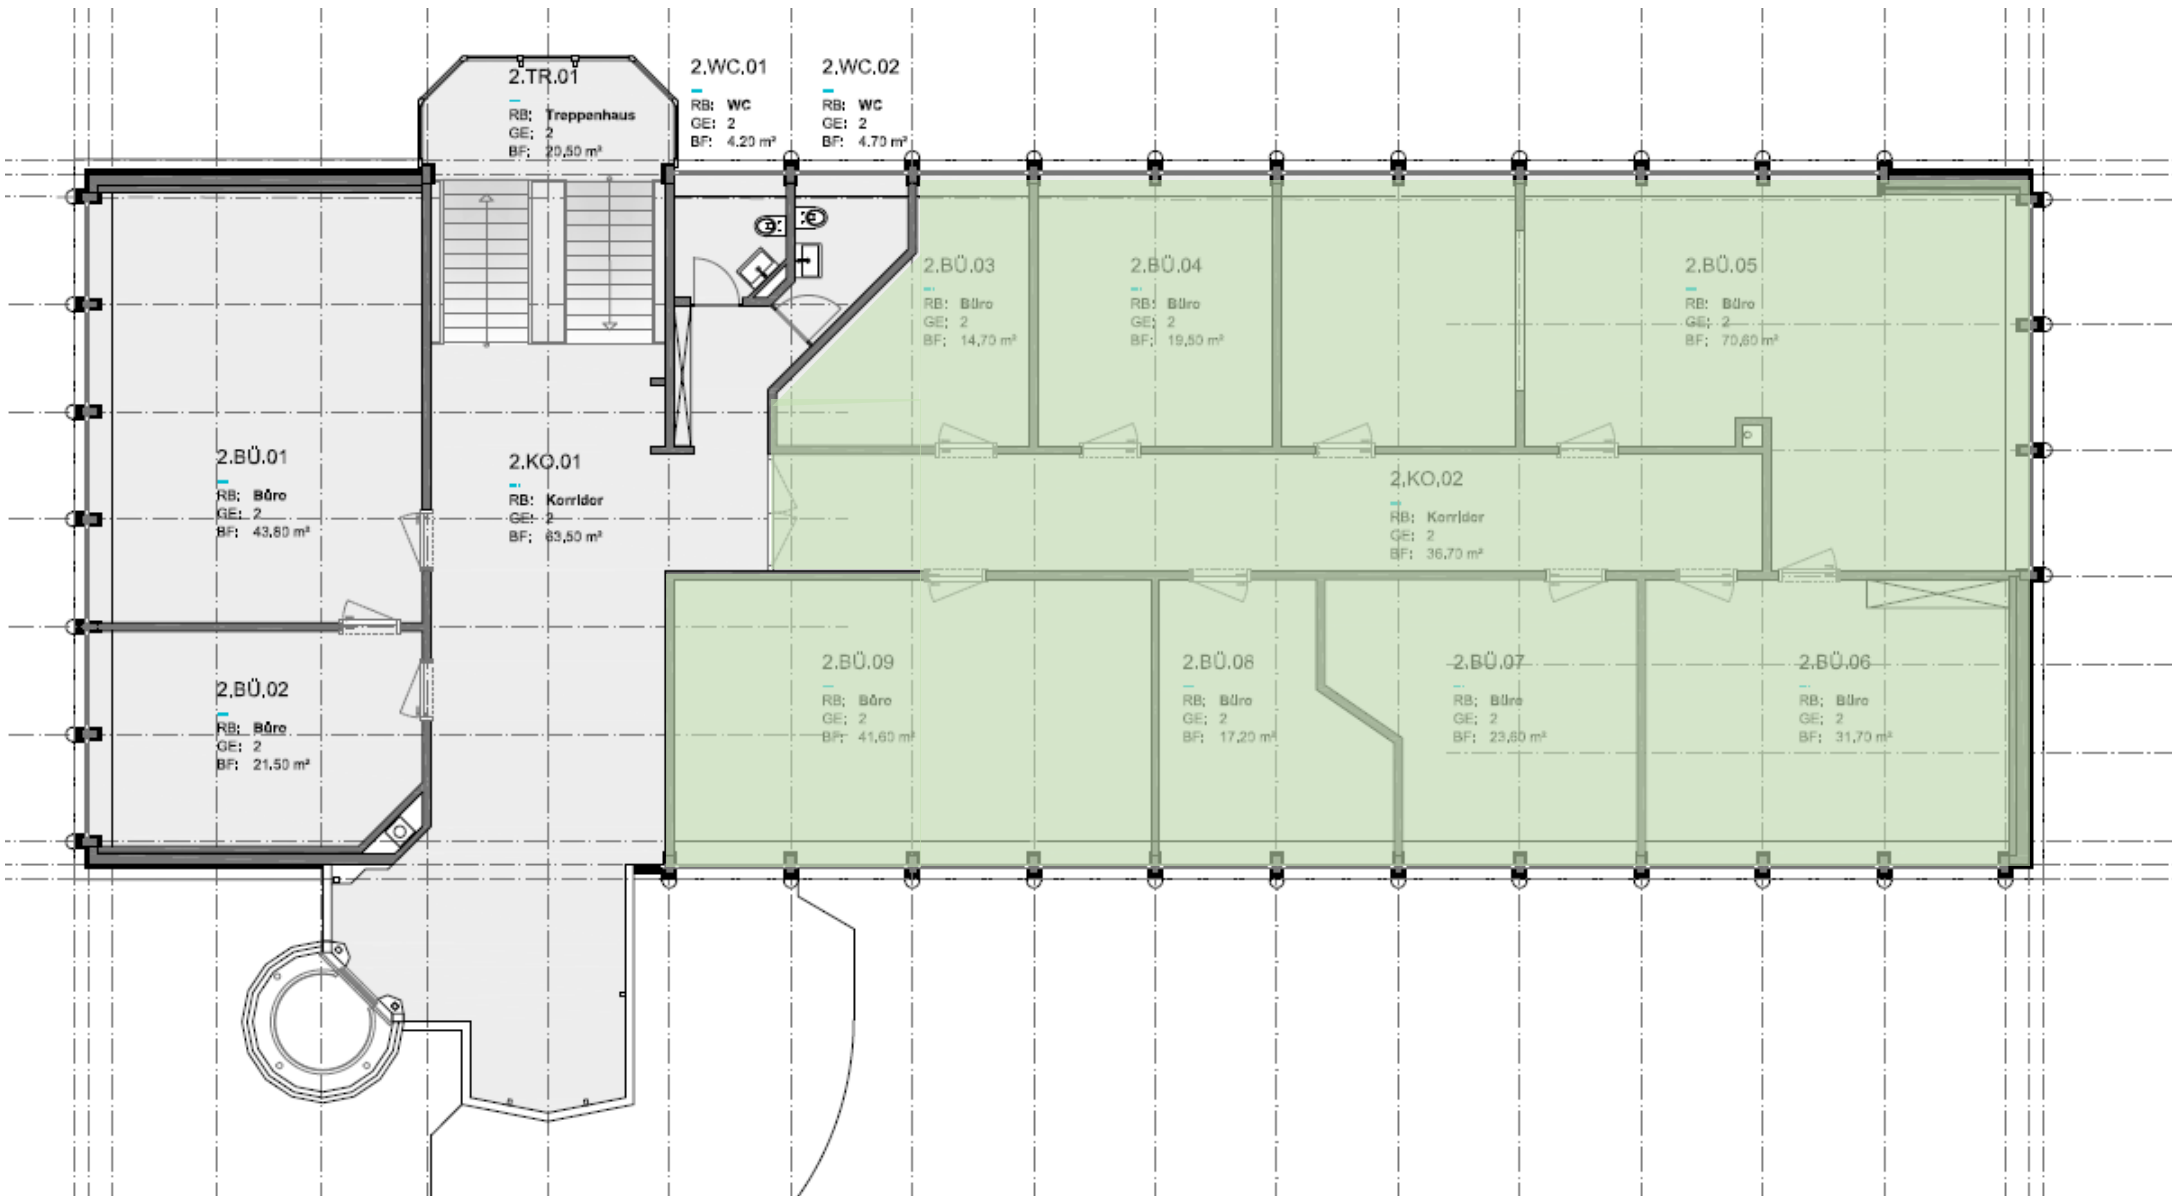 2.TR.01
RB: Treppenhaus
GE: 2
BF: 20,50 m²
2.WC.01
RB: WC
GE: 2
BF: 4.20 m²
2.WC.02
RB: WC
GE: 2
BF: 4.70 m²
2.BÜ.03
RB: Büro
GE: 2
BF: 14,70 m²
2.BÜ.04
RB: Büro
GE: 2
BF: 19,50 m²
2.BÜ.05
RB: Büro
GE: 2
BF: 70,60 m²
2.BÜ.01
RB: Büro
GE: 2
BF: 43,80 m²
2.KO.01
RB: Korridor
GE: 2
BF: 63,50 m²
2.KO.02
RB: Korridor
GE: 2
BF: 36,70 m²
2.BÜ.02
RB: Büro
GE: 2
BF: 21,50 m²
2.BÜ.09
RB: Büro
GE: 2
BF: 41,60 m²
2.BÜ.08
RB: Büro
GE: 2
BF: 17,20 m²
2.BÜ.07
RB: Büro
GE: 2
BF: 23,60 m²
2.BÜ.06
RB: Büro
GE: 2
BF: 31,70 m²